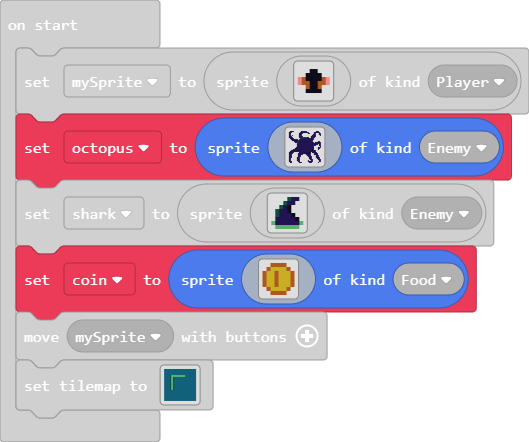 on start
set mySprite to sprite of kind Player
set octopus to sprite of kind Enemy
set shark to sprite of kind Enemy
set coin to sprite of kind Food
move mySprite with buttons
set tilemap to